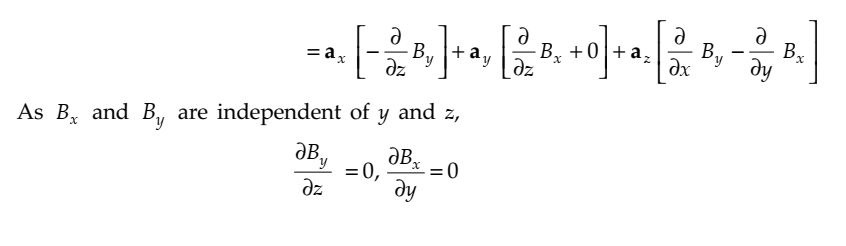 = a_x [ −∂/∂z B_y ] + a_y [ ∂/∂z B_x + 0 ] + a_z [ ∂/∂x B_y − ∂/∂y B_x ]
As B_x and B_y are independent of y and z,
∂B_y/∂z = 0, ∂B_x/∂y = 0